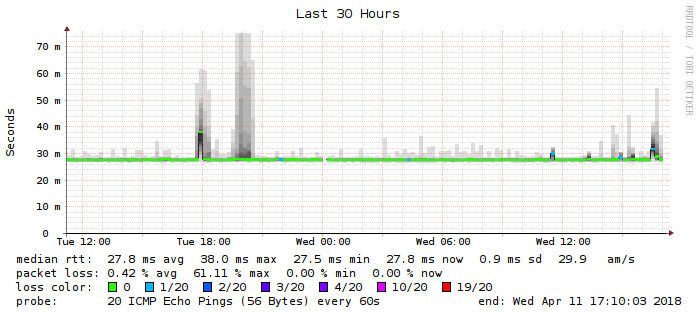 Last 30 Hours
RRDTOOL / TOBI OETIKER
Seconds
70 m
60 m
50 m
40 m
30 m
20 m
10 m
0
Tue 12:00 Tue 18:00 Wed 00:00 Wed 06:00 Wed 12:00
median rtt: 27.8 ms avg 38.0 ms max 27.5 ms min 27.8 ms now 0.9 ms sd 29.9 am/s
packet loss: 0.42 % avg 61.11 % max 0.00 % min 0.00 % now
loss color: 0 1/20 2/20 3/20 4/20 10/20 19/20
probe: 20 ICMP Echo Pings (56 Bytes) every 60s end: Wed Apr 11 17:10:03 2018